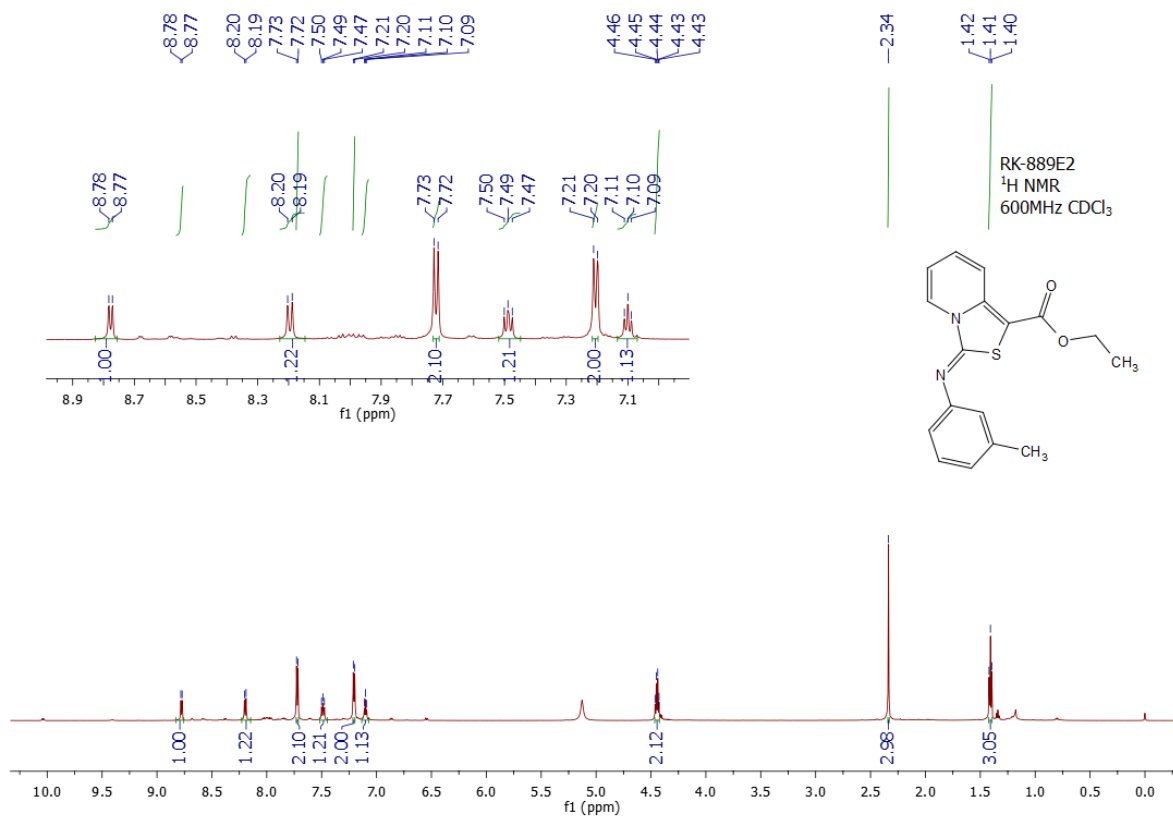 8.78 8.77 8.20 8.19 7.73 7.72 7.50 7.49 7.47 7.21 7.20 7.11 7.10 7.09 4.46 4.45 4.44 4.43 4.43 2.34 1.42 1.41 1.40
8.78 8.77 8.20 8.19 7.73 7.72 7.50 7.49 7.47 7.21 7.20 7.11 7.10 7.09
RK-889E2
¹H NMR
600MHz CDCl₃
O
N
O
S
CH₃
N
CH₃
1.00 1.22 2.10 1.21 2.00 1.13
8.9 8.7 8.5 8.3 8.1 7.9 7.7 7.5 7.3 7.1
f1 (ppm)
1.00 1.22 2.10 1.21 2.00 1.13 2.12 2.98 3.05
10.0 9.5 9.0 8.5 8.0 7.5 7.0 6.5 6.0 5.5 5.0 4.5 4.0 3.5 3.0 2.5 2.0 1.5 1.0 0.5 0.0
f1 (ppm)